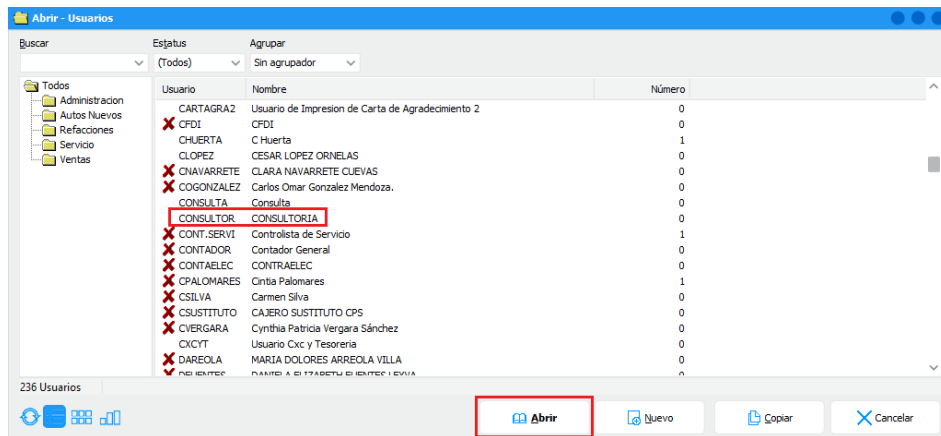 Abrir - Usuarios
Buscar Estatus Agrupar
(Todos) Sin agrupador
Todos
Administracion
Autos Nuevos
Refacciones
Servicio
Ventas
Usuario Nombre Número
CARTAGRA2 Usuario de Impresion de Carta de Agradecimiento 2 0
CFDI CFDI 0
CHUERTA C Huerta 1
CLOPEZ CESAR LOPEZ ORNELAS 0
CNAVARRETE CLARA NAVARRETE CUEVAS 0
COGONZALEZ Carlos Omar Gonzalez Mendoza. 0
CONSULTA Consulta 0
CONSULTOR CONSULTORIA 0
CONT.SERVI Controlista de Servicio 1
CONTADOR Contador General 0
CONTAELEC CONTRAELEC 0
CPALOMARES Cintia Palomares 1
CSILVA Carmen Silva 0
CSUSTITUTO CAJERO SUSTITUTO CPS 0
CVERGARA Cynthia Patricia Vergara Sánchez 0
CXCYT Usuario Cxc y Tesoreria 0
DAREOLA MARIA DOLORES ARREOLA VILLA 0
DANIELA ELIZABETH FUENTES LEYVA 0
236 Usuarios
Abrir Nuevo Copiar Cancelar